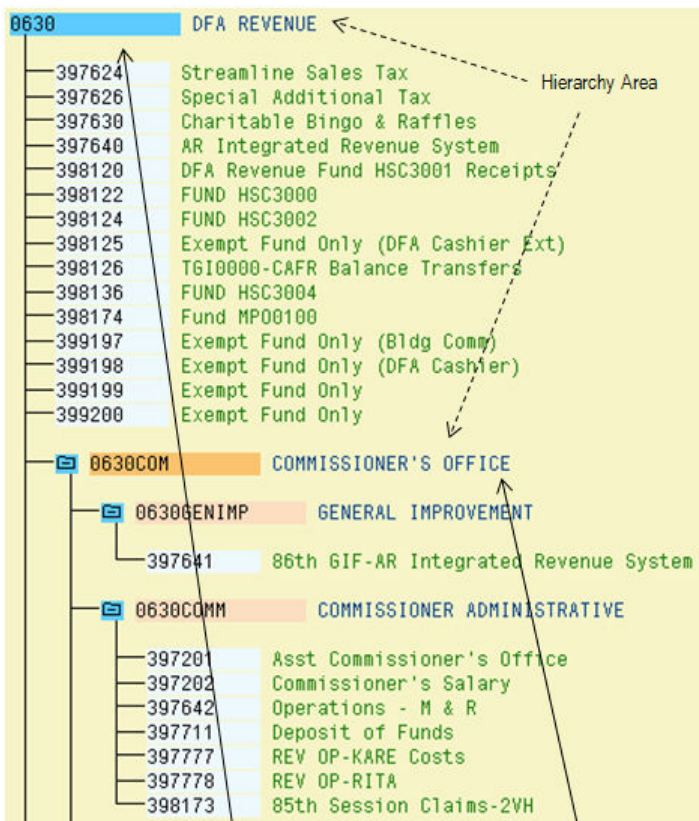 0630 DFA REVENUE
397624 Streamline Sales Tax
Hierarchy Area
397626 Special Additional Tax
397630 Charitable Bingo & Raffles
397640 AR Integrated Revenue System
398120 DFA Revenue Fund HSC3001 Receipts
398122 FUND HSC3000
398124 FUND HSC3002
398125 Exempt Fund Only (DFA Cashier Ext)
398126 TGI0000-CAFR Balance Transfers
398136 FUND HSC3004
398174 Fund MPO0100
399197 Exempt Fund Only (Bldg Comm)
399198 Exempt Fund Only (DFA Cashier)
399199 Exempt Fund Only
399200 Exempt Fund Only
0630COM COMMISSIONER'S OFFICE
0630GENIMP GENERAL IMPROVEMENT
397641 86th GIF-AR Integrated Revenue System
0630COMM COMMISSIONER ADMINISTRATIVE
397201 Asst Commissioner's Office
397202 Commissioner's Salary
397642 Operations - M & R
397711 Deposit of Funds
397777 REV OP-KARE Costs
397778 REV OP-RITA
398173 85th Session Claims-2VH